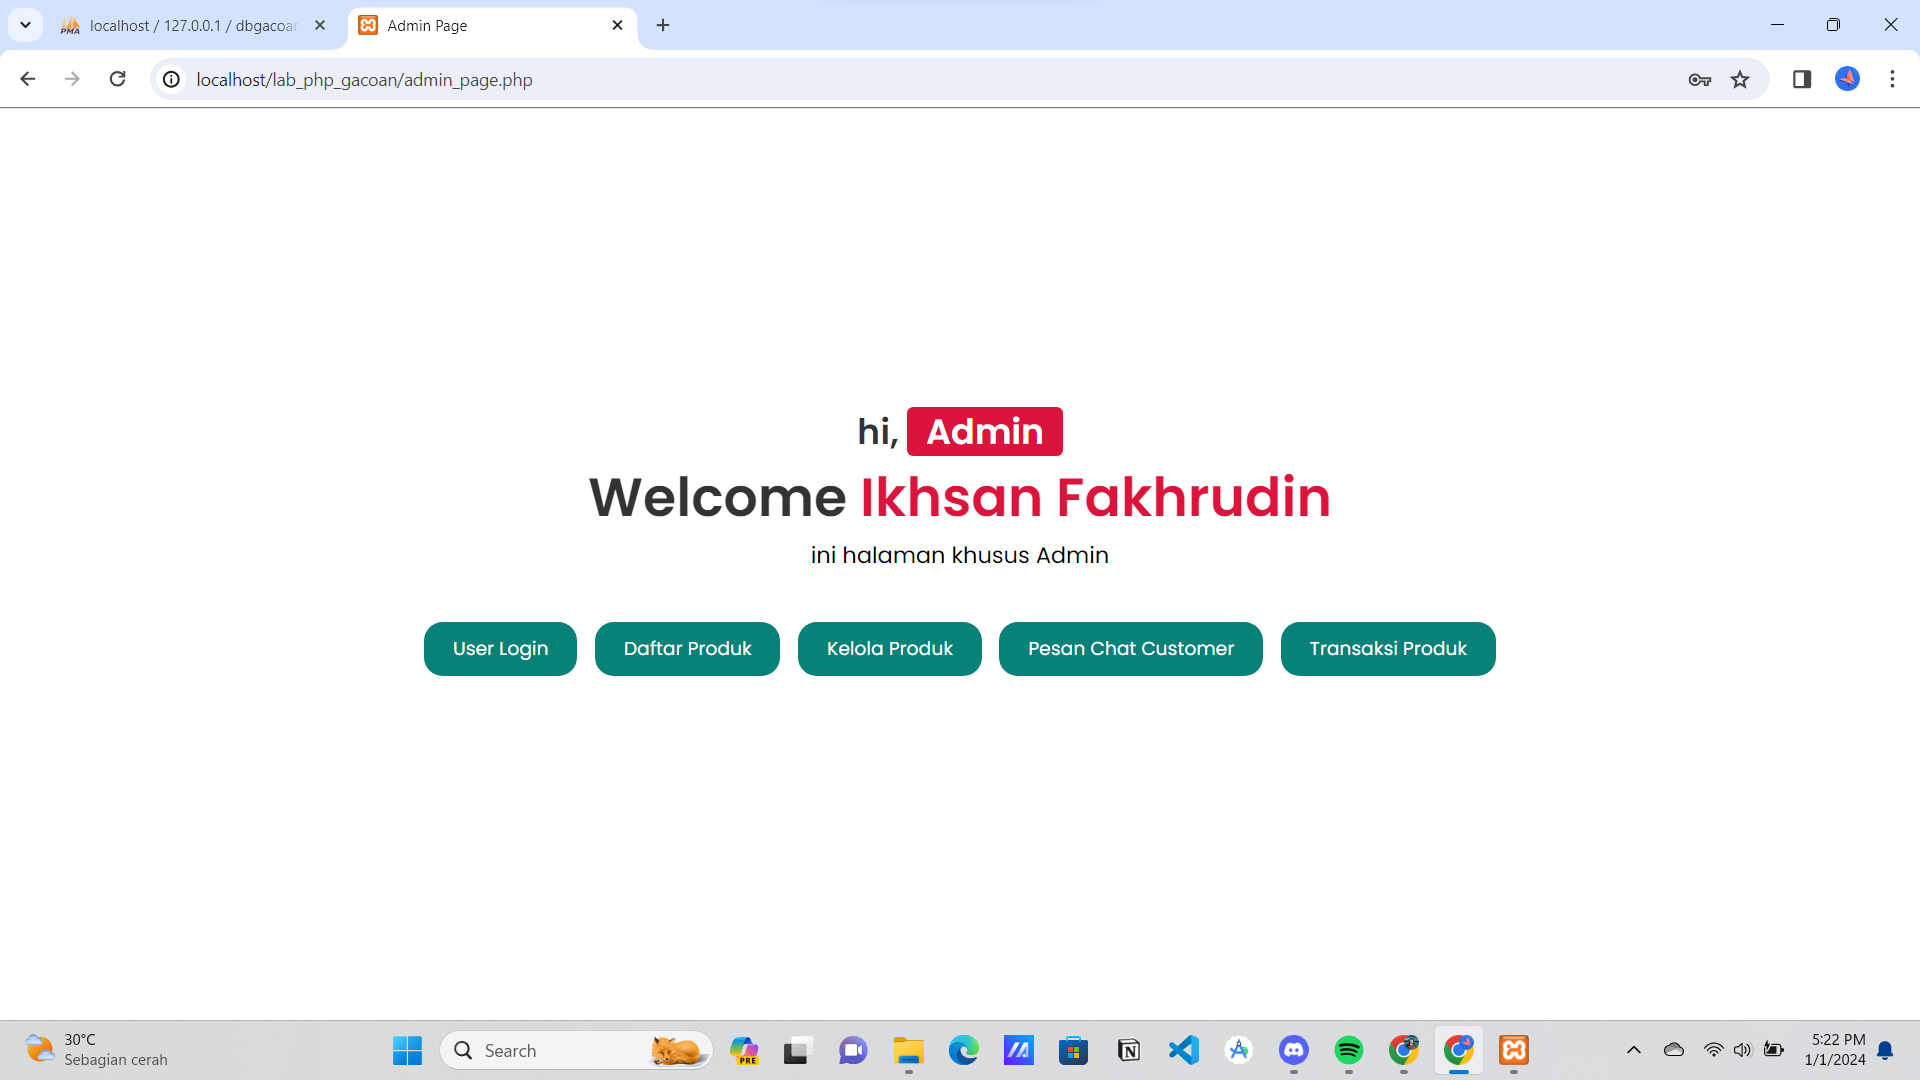 localhost / 127.0.0.1 / dbgacoan
Admin Page
localhost/lab_php_gacoan/admin_page.php
hi, Admin
Welcome Ikhsan Fakhrudin
ini halaman khusus Admin
User Login
Daftar Produk
Kelola Produk
Pesan Chat Customer
Transaksi Produk
30°C
Sebagian cerah
Search
PRE
5:22 PM
1/1/2024